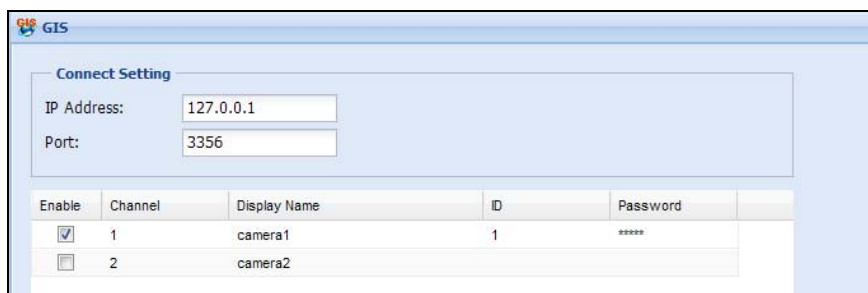 GIS GIS
Connect Setting
IP Address: 127.0.0.1
Port: 3356
Enable Channel Display Name ID Password
1 camera1 1 *****
2 camera2